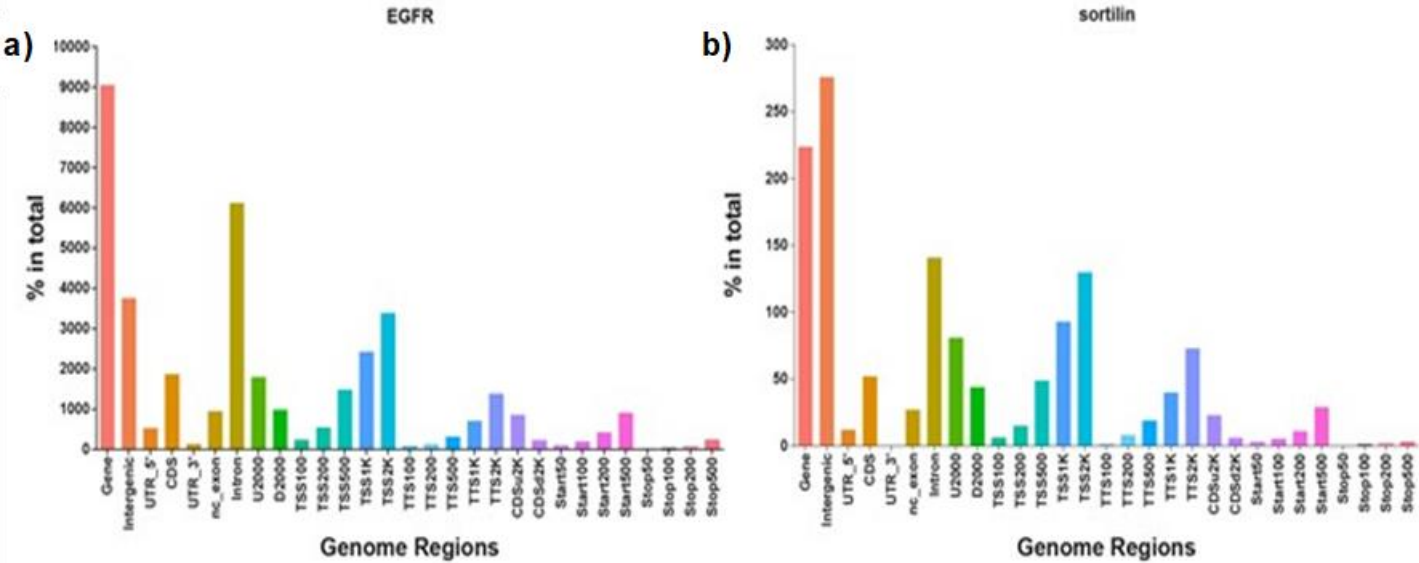 a)
EGFR
% in total
10000
9000
8000
7000
6000
5000
4000
3000
2000
1000
0
Gene
Intergenic
UTR_5'
CDS
UTR_3'
nc_exon
Intron
U2000
D2000
TSS100
TSS200
TSS500
TSS1K
TSS2K
TTS100
TTS200
TTS500
TTS1K
TTS2K
CDSu2K
CDSd2K
Start50
Start100
Start200
Start500
Stop50
Stop100
Stop200
Stop500
Genome Regions
b)
sortilin
% in total
300
250
200
150
100
50
0
Gene
Intergenic
UTR_5'
CDS
UTR_3'
nc_exon
Intron
U2000
D2000
TSS100
TSS200
TSS500
TSS1K
TSS2K
TTS100
TTS200
TTS500
TTS1K
TTS2K
CDSu2K
CDSd2K
Start50
Start100
Start200
Start500
Stop50
Stop100
Stop200
Stop500
Genome Regions